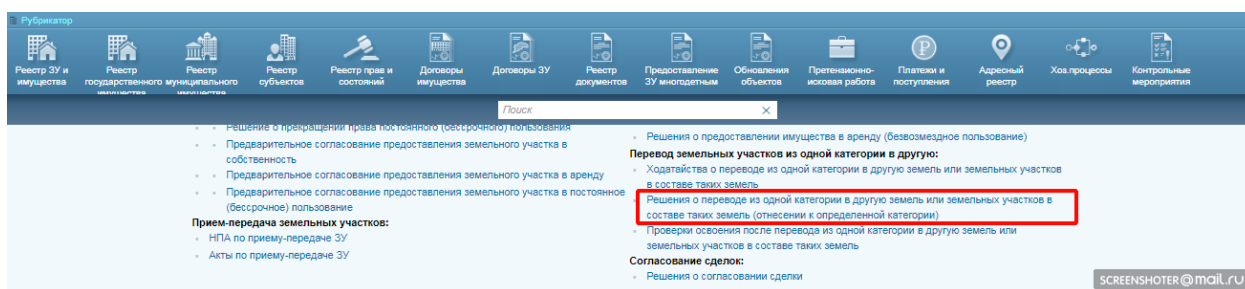 Рубрикатор
Реестр ЗУ и имущества
Реестр государственного имущества
Реестр муниципального имущества
Реестр субъектов
Реестр прав и состояний
Договоры имущества
Договоры ЗУ
Реестр документов
Предоставление ЗУ многодетным
Обновления объектов
Претензионно-исковая работа
Платежи и поступления
Адресный реестр
Хоз.процессы
Контрольные мероприятия
Поиск
Решение о прекращении права постоянного (бессрочного) пользования
Предварительное согласование предоставления земельного участка в
собственность
Предварительное согласование предоставления земельного участка в аренду
Предварительное согласование предоставления земельного участка в постоянное
(бессрочное) пользование
Прием-передача земельных участков:
НПА по приему-передаче ЗУ
Акты по приему-передаче ЗУ
Решения о предоставлении имущества в аренду (безвозмездное пользование)
Перевод земельных участков из одной категории в другую:
Ходатайства о переводе из одной категории в другую земель или земельных участков
в составе таких земель
Решения о переводе из одной категории в другую земель или земельных участков в
составе таких земель (отнесении к определенной категории)
Проверки освоения после перевода из одной категории в другую земель или
земельных участков в составе таких земель
Согласование сделок:
Решения о согласовании сделки
SCREENSHOTER@mail.ru